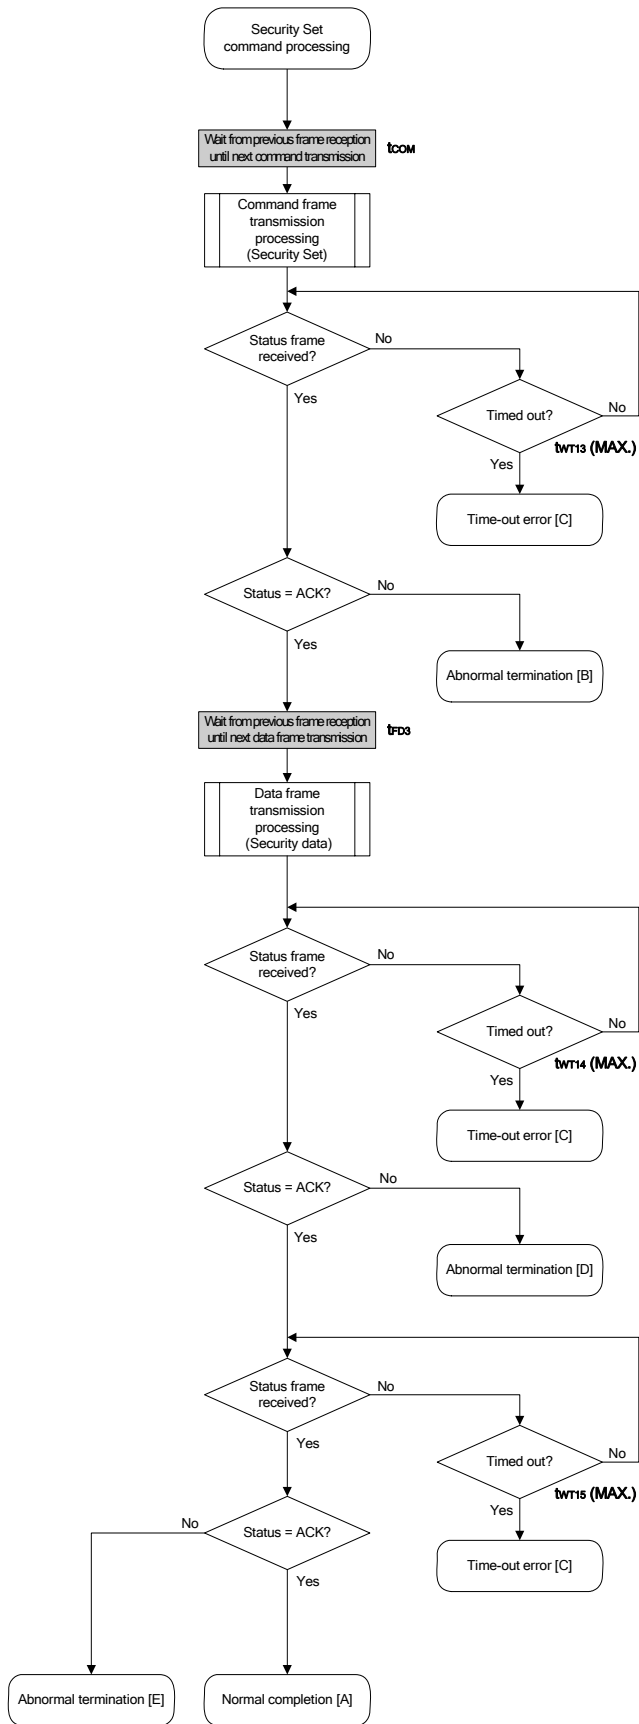 Security Set
command processing
Wait from previous frame reception
until next command transmission
tCOM
Command frame
transmission
processing
(Security Set)
Status frame
received?
No
Yes
Timed out?
No
tWT13 (MAX.)
Yes
Time-out error [C]
Status = ACK?
No
Yes
Abnormal termination [B]
Wait from previous frame reception
until next data frame transmission
tFD3
Data frame
transmission
processing
(Security data)
Status frame
received?
No
Yes
Timed out?
No
tWT14 (MAX.)
Yes
Time-out error [C]
Status = ACK?
No
Yes
Abnormal termination [D]
Status frame
received?
No
Yes
Timed out?
No
tWT15 (MAX.)
Yes
Time-out error [C]
Status = ACK?
No
Yes
Abnormal termination [E]
Normal completion [A]